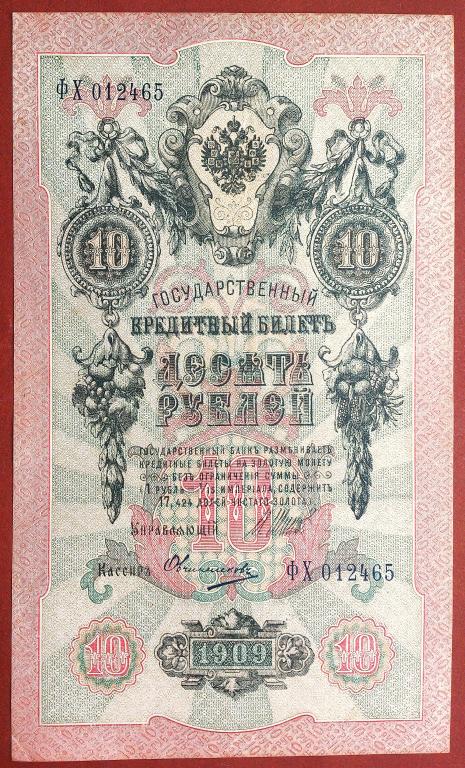 ФХ 012465
10 10
ГОСУДАРСТВЕННЫЙ
КРЕДИТНЫЙ БИЛЕТЪ
ДЕСЯТЬ
РУБЛЕЙ
ГОСУДАРСТВЕННЫЙ БАНКЪ РАЗМѢНИВАЕТЪ
КРЕДИТНЫЕ БИЛЕТЫ НА ЗОЛОТУЮ МОНЕТУ
БЕЗЪ ОГРАНИЧЕНІЯ СУММЫ
(1 РУБЛЬ = 1/15 ИМПЕРІАЛА, СОДЕРЖИТЪ
17,424 ДОЛЕЙ ЧИСТАГО ЗОЛОТА)
10
Управляющій
Кассиръ Овчинниковъ ФХ 012465
10 1909 10